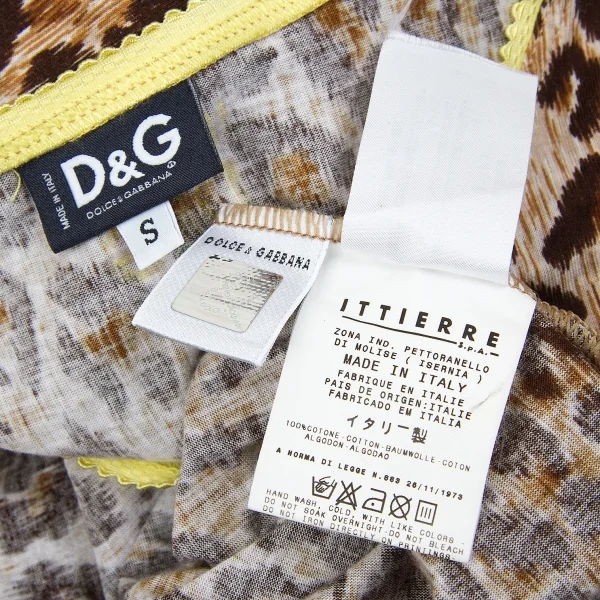 MADE IN ITALY
D&G
DOLCE & GABBANA
S
DOLCE & GABBANA
ITTIERRE
S.P.A.
ZONA IND. PETTORANELLO
DI MOLISE ( ISERNIA )
MADE IN ITALY
FABRIQUE EN ITALIE
PAIS DE ORIGEN:ITALIE
FABRICADO EM ITALIA
イタリー製
100%COTONE-COTTON-BAUMWOLLE-COTON
ALGODON-ALGODAO
A NORMA DI LEGGE N.883 26/11/1973
HAND WASH, COLD, WITH LIKE COLORS
DO NOT SOAK OVERNIGHT-DO NOT BLEACH
DO NOT IRON DIRECTLY ON PRINTING